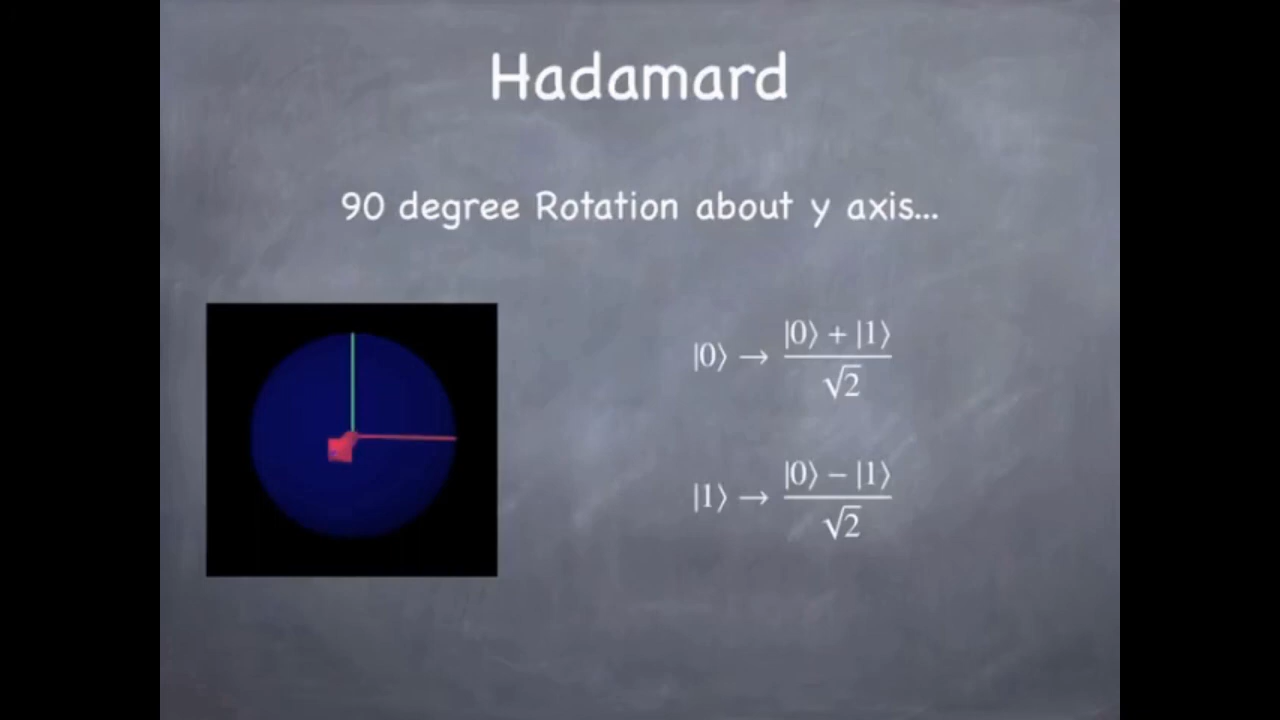 Hadamard
90 degree Rotation about y axis...
|0⟩ → |0⟩ + |1⟩ / √2
|1⟩ → |0⟩ − |1⟩ / √2